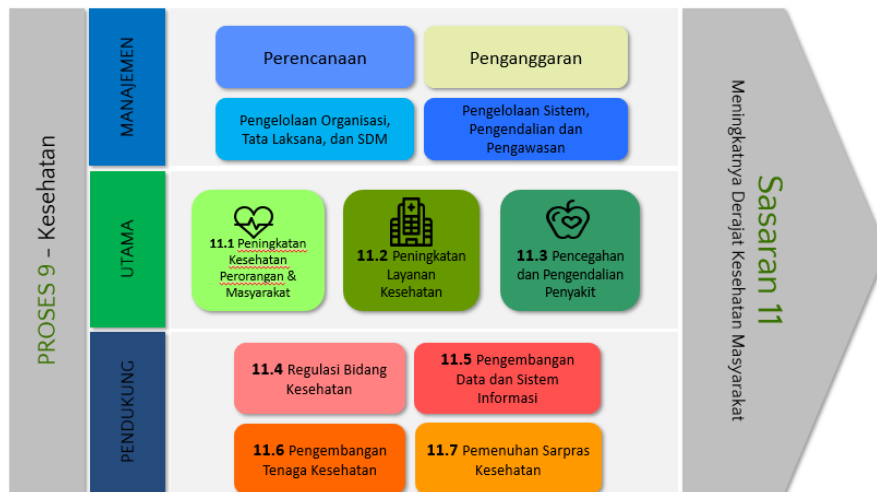 PROSES 9 – Kesehatan
MANAJEMEN
Perencanaan
Penganggaran
Pengelolaan Organisasi,
Tata Laksana, dan SDM
Pengelolaan Sistem,
Pengendalian dan
Pengawasan
UTAMA
11.1 Peningkatan
Kesehatan
Perorangan &
Masyarakat
11.2 Peningkatan
Layanan
Kesehatan
11.3 Pencegahan
dan Pengendalian
Penyakit
PENDUKUNG
11.4 Regulasi Bidang
Kesehatan
11.5 Pengembangan
Data dan Sistem
Informasi
11.6 Pengembangan
Tenaga Kesehatan
11.7 Pemenuhan Sarpras
Kesehatan
Sasaran 11
Meningkatnya Derajat Kesehatan Masyarakat